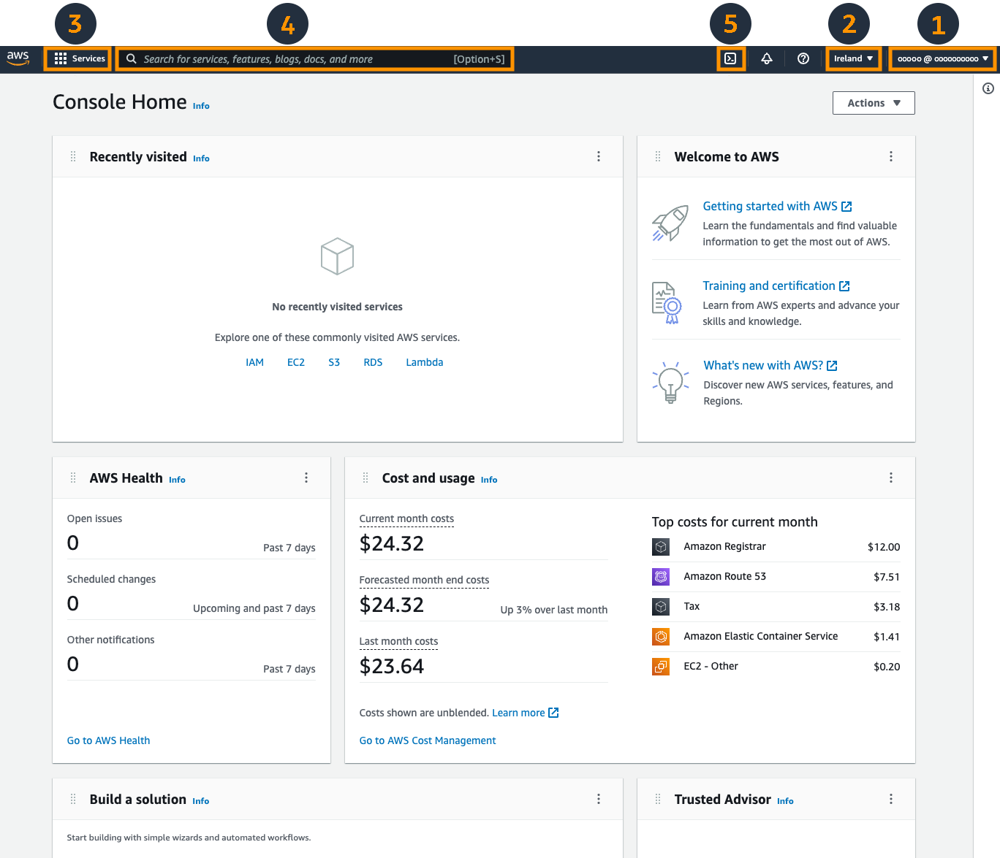 3
4
5
2
1
aws
Services
Search for services, features, blogs, docs, and more [Option+S]
Ireland
ooooo @ oooooooooo
Console Home Info
Actions
Recently visited Info
No recently visited services
Explore one of these commonly visited AWS services.
IAM EC2 S3 RDS Lambda
Welcome to AWS
Getting started with AWS
Learn the fundamentals and find valuable
information to get the most out of AWS.
Training and certification
Learn from AWS experts and advance your
skills and knowledge.
What's new with AWS?
Discover new AWS services, features, and
Regions.
AWS Health Info
Open issues
0 Past 7 days
Scheduled changes
0 Upcoming and past 7 days
Other notifications
0 Past 7 days
Go to AWS Health
Cost and usage Info
Current month costs
$24.32
Forecasted month end costs
$24.32 Up 3% over last month
Last month costs
$23.64
Costs shown are unblended. Learn more
Go to AWS Cost Management
Top costs for current month
Amazon Registrar $12.00
Amazon Route 53 $7.51
Tax $3.18
Amazon Elastic Container Service $1.41
EC2 - Other $0.20
Build a solution Info
Start building with simple wizards and automated workflows.
Trusted Advisor Info